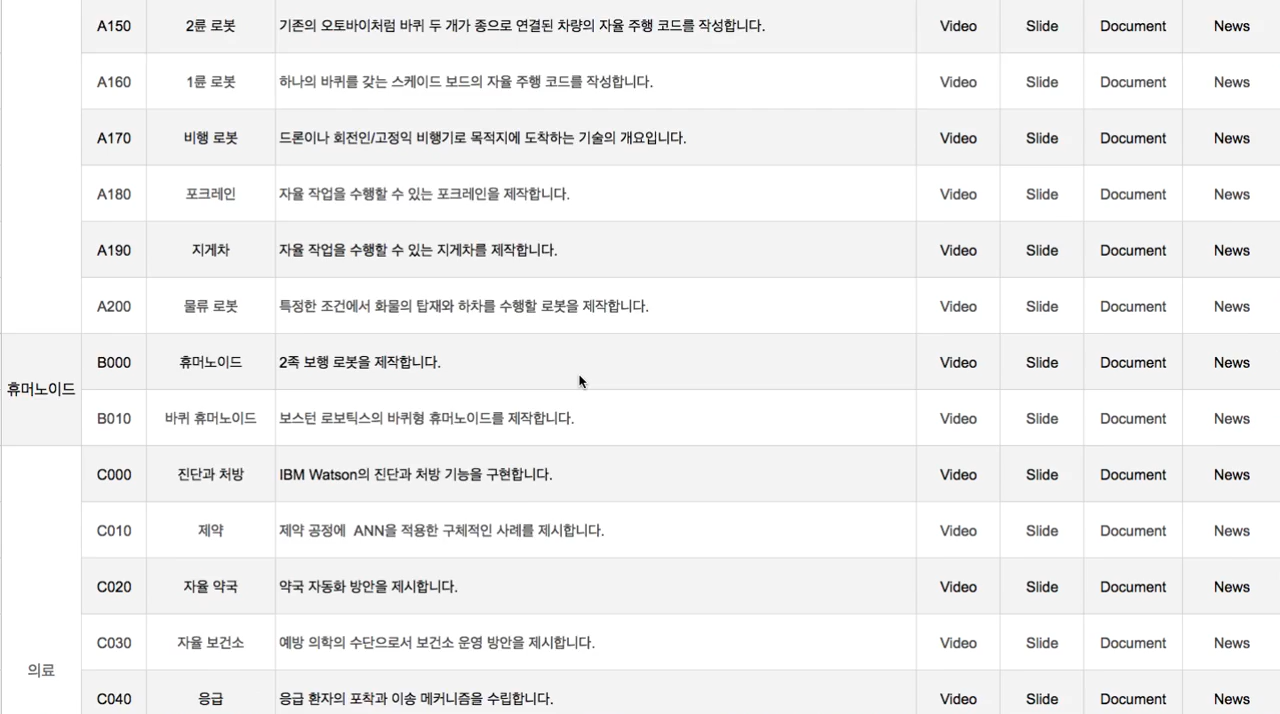 A150 2륜 로봇 기존의 오토바이처럼 바퀴 두 개가 종으로 연결된 차량의 자율 주행 코드를 작성합니다. Video Slide Document News
A160 1륜 로봇 하나의 바퀴를 갖는 스케이드 보드의 자율 주행 코드를 작성합니다. Video Slide Document News
A170 비행 로봇 드론이나 회전인/고정익 비행기로 목적지에 도착하는 기술의 개요입니다. Video Slide Document News
A180 포크레인 자율 작업을 수행할 수 있는 포크레인을 제작합니다. Video Slide Document News
A190 지게차 자율 작업을 수행할 수 있는 지게차를 제작합니다. Video Slide Document News
A200 물류 로봇 특정한 조건에서 화물의 탑재와 하차를 수행할 로봇을 제작합니다. Video Slide Document News
휴머노이드
B000 휴머노이드 2족 보행 로봇을 제작합니다. Video Slide Document News
B010 바퀴 휴머노이드 보스턴 로보틱스의 바퀴형 휴머노이드를 제작합니다. Video Slide Document News
의료
C000 진단과 처방 IBM Watson의 진단과 처방 기능을 구현합니다. Video Slide Document News
C010 제약 제약 공정에 ANN을 적용한 구체적인 사례를 제시합니다. Video Slide Document News
C020 자율 약국 약국 자동화 방안을 제시합니다. Video Slide Document News
C030 자율 보건소 예방 의학의 수단으로서 보건소 운영 방안을 제시합니다. Video Slide Document News
C040 응급 응급 환자의 포착과 이송 메커니즘을 수립합니다. Video Slide Document News